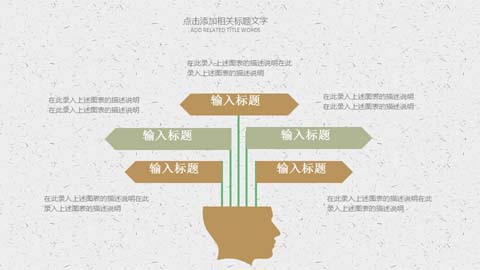 点击添加相关标题文字
ADD RELATED TITLE WORDS
在此录入上述图表的描述说明在此
录入上述图表的描述说明
输入标题
在此录入上述图表的描述说明
在此录入上述图表的描述说明
在此录入上述图表的描述说明
在此录入上述图表的描述说明
输入标题
输入标题
输入标题
输入标题
在此录入上述图表的描述说明在此
录入上述图表的描述说明
在此录入上述图表的描述说明在此
录入上述图表的描述说明